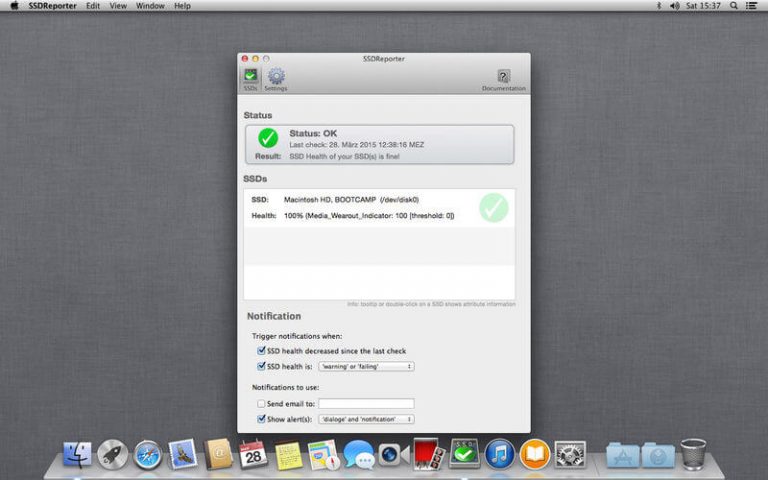 SSDReporter Edit View Window Help Sat 15:37
SSDReporter
SSDs Settings Documentation
Status
Status: OK
Last check: 28. März 2015 12:38:16 MEZ
Result: SSD Health of your SSD(s) is fine!
SSDs
SSD: Macintosh HD, BOOTCAMP (/dev/disk0)
Health: 100% (Media_Wearout_Indicator: 100 [threshold: 0])
Info: tooltip or double-click on a SSD shows attribute information
Notification
Trigger notifications when:
SSD health decreased since the last check
SSD health is: 'warning' or 'failing'
Notifications to use:
Send email to:
Show alert(s): 'dialoge' and 'notification'
28